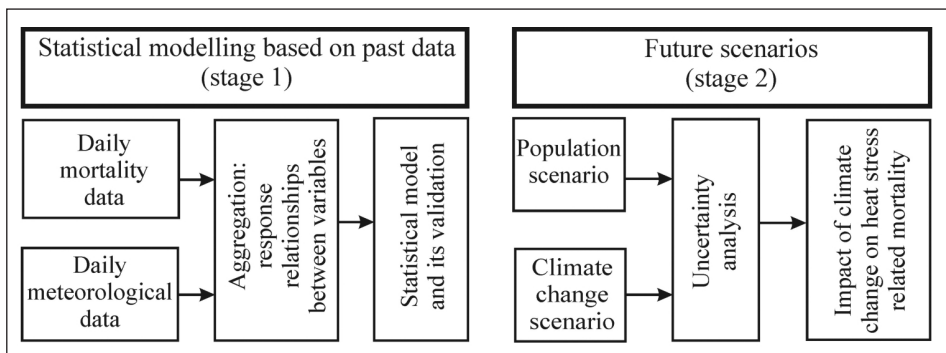 Statistical modelling based on past data
(stage 1)
Daily
mortality
data
Daily
meteorological
data
Aggregation:
response
relationships
between variables
Statistical model
and its validation
Future scenarios
(stage 2)
Population
scenario
Climate
change
scenario
Uncertainty
analysis
Impact of climate
change on heat stress
related mortality